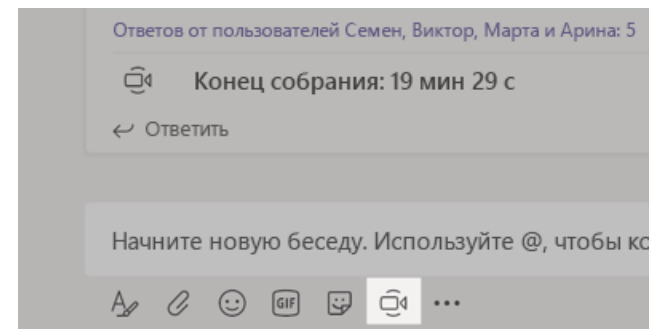 Ответов от пользователей Семен, Виктор, Марта и Арина: 5
Конец собрания: 19 мин 29 с
Ответить
Начните новую беседу. Используйте @, чтобы
GIF